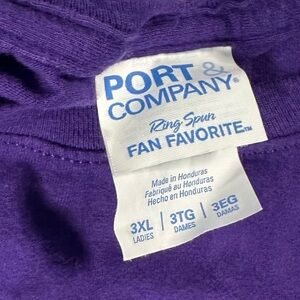 PORT &
COMPANY®
Ring Spun
FAN FAVORITE™
Made in Honduras
Fabriqué au Honduras
Hecho en Honduras
3XL | 3TG | 3EG
LADIES | DAMES | DAMAS